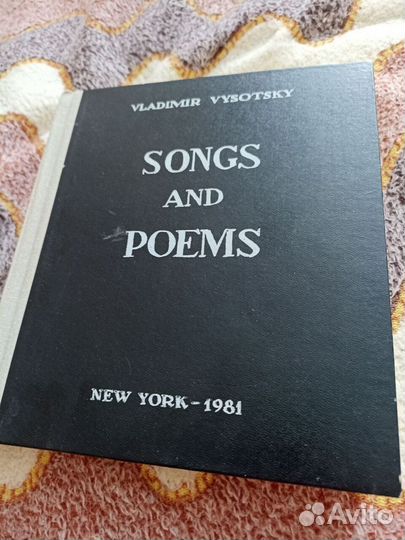 VLADIMIR VYSOTSKY
SONGS
AND
POEMS
NEW YORK - 1981
Avito